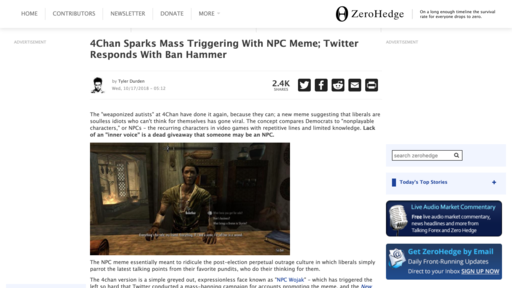 HOME
CONTRIBUTORS
NEWSLETTER
DONATE
MORE
ZeroHedge
On a long enough timeline the survival
rate for everyone drops to zero.
ADVERTISEMENT
ADVERTISEMENT
4Chan Sparks Mass Triggering With NPC Meme; Twitter
Responds With Ban Hammer
by Tyler Durden
Wed, 10/17/2018 - 05:12
2.4K
SHARES
The "weaponized autists" at 4Chan have done it again, because they can; a new meme suggesting that liberals are
soulless idiots who can't think for themselves has gone viral. The concept compares Democrats to "nonplayable
characters," or NPCs - the recurring characters in video games with repetitive lines and limited knowledge. Lack
of an "inner voice" is a dead giveaway that someone may be an NPC.
search zerohedge
Today's Top Stories
+
Live Audio Market Commentary
Free live audio market commentary,
news headlines and more from
Talking Forex and Zero Hedge
Get ZeroHedge by Email
Daily Front-Running Updates
Direct to your Inbox SIGN UP NOW
The NPC meme essentially meant to ridicule the post-election perpetual outrage culture in which liberals simply
parrot the latest talking points from their favorite pundits, who do their thinking for them.
The 4chan version is a simple greyed out, expressionless face known as "NPC Wojak" - which has triggered the
left so hard that Twitter conducted a mass-banning campaign for accounts promoting the meme, and the New